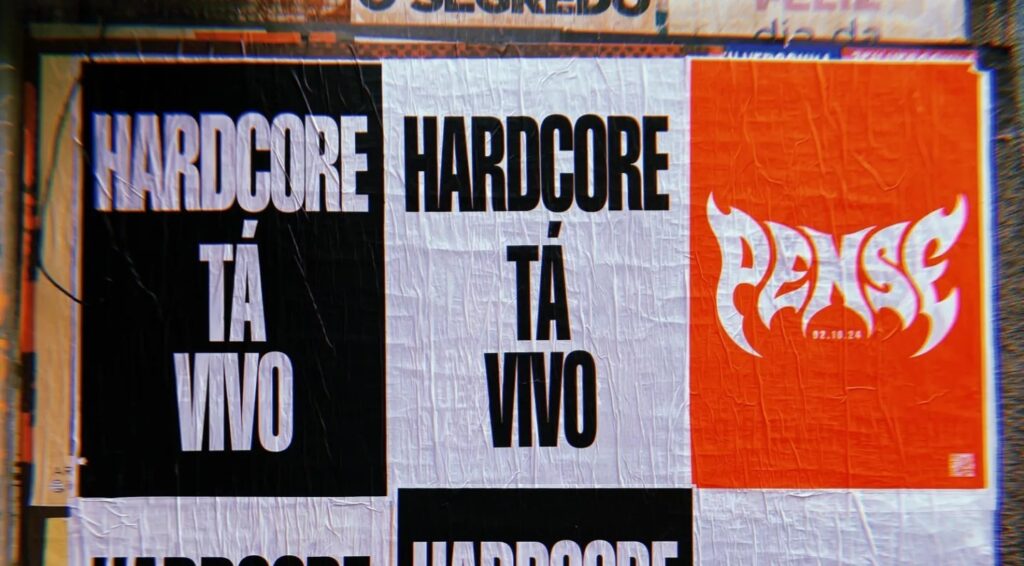 O SEGREDO
FELIZ
dia da
HARDCORE
TÁ
VIVO
HARDCORE
TÁ
VIVO
PENSE
02.10.24
HARDCORE
HARDCORE